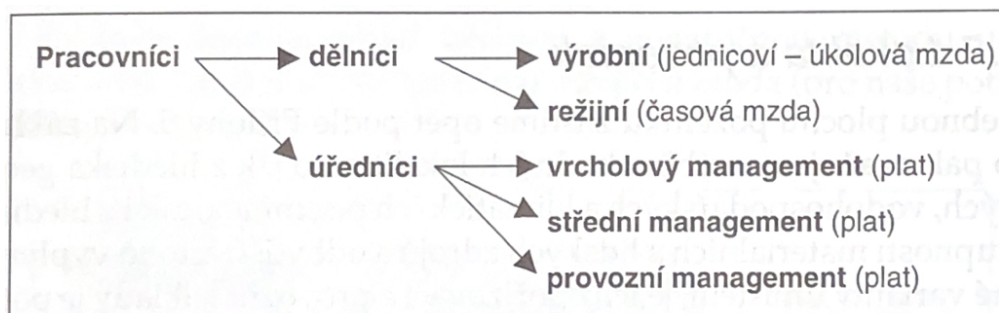 Pracovníci dělníci výrobní (jednicoví – úkolová mzda)
režijní (časová mzda)
úředníci vrcholový management (plat)
střední management (plat)
provozní management (plat)